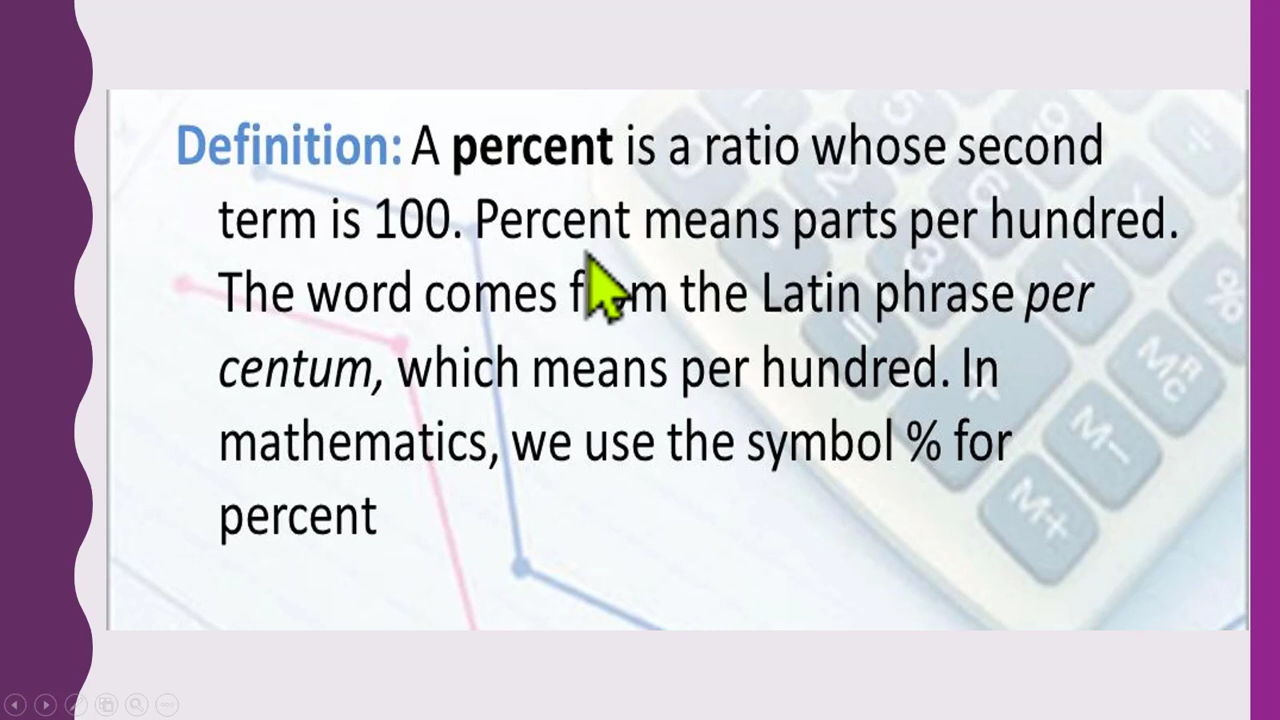 Definition: A percent is a ratio whose second
term is 100. Percent means parts per hundred.
The word comes from the Latin phrase per
centum, which means per hundred. In
mathematics, we use the symbol % for
percent